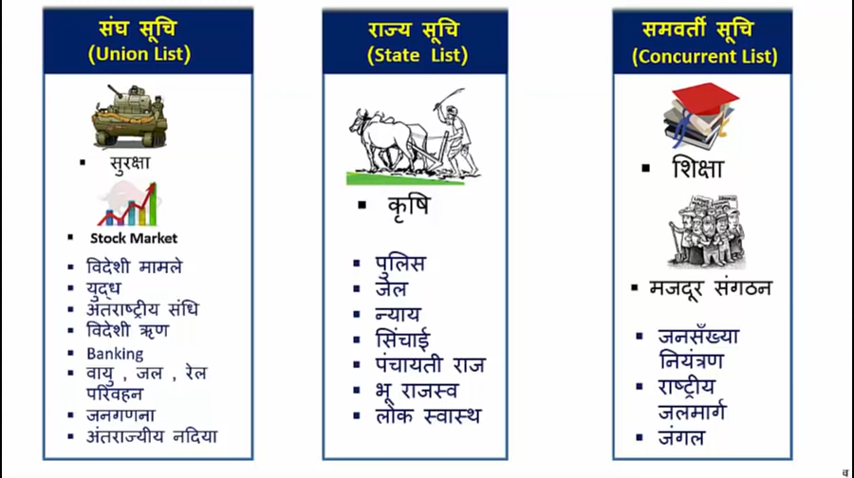 संघ सूचि
(Union List)
सुरक्षा
Stock Market
विदेशी मामले
युद्ध
अंतराष्ट्रीय संधि
विदेशी ऋण
Banking
वायु , जल , रेल
परिवहन
जनगणना
अंतराज्यीय नदिया
राज्य सूचि
(State List)
कृषि
पुलिस
जेल
न्याय
सिंचाई
पंचायती राज
भू राजस्व
लोक स्वास्थ
समवर्ती सूचि
(Concurrent List)
शिक्षा
मजदूर संगठन
जनसँख्या
नियंत्रण
राष्ट्रीय
जलमार्ग
जंगल